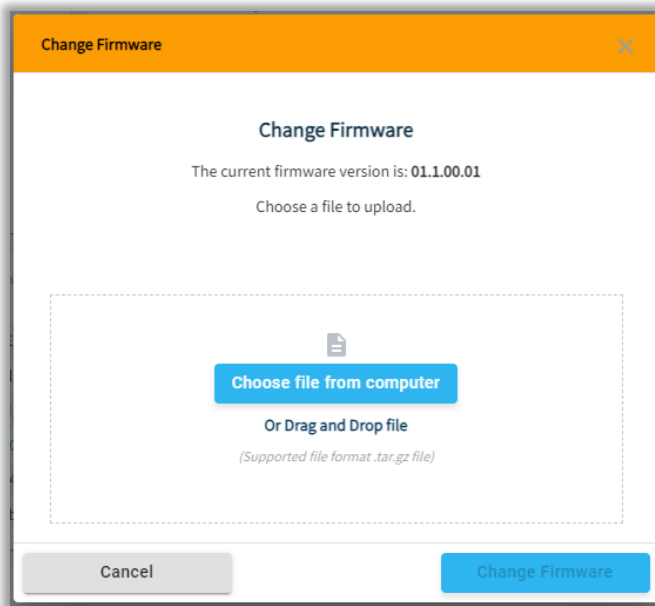 Change Firmware
Change Firmware
The current firmware version is: 01.1.00.01
Choose a file to upload.
Choose file from computer
Or Drag and Drop file
(Supported file format .tar.gz file)
Cancel
Change Firmware